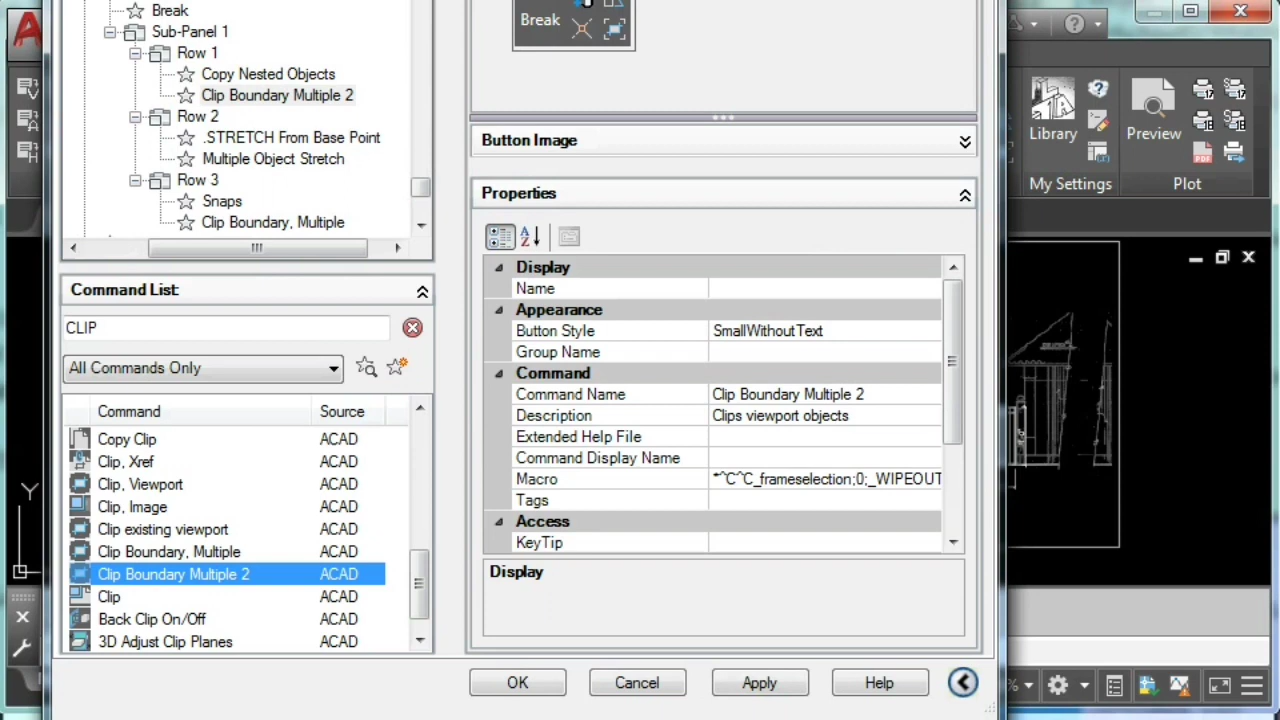 Break
Sub-Panel 1
Row 1
Copy Nested Objects
Clip Boundary Multiple 2
Row 2
.STRETCH From Base Point
Multiple Object Stretch
Row 3
Snaps
Clip Boundary, Multiple
Command List:
CLIP
All Commands Only
Command Source
Copy Clip ACAD
Clip, Xref ACAD
Clip, Viewport ACAD
Clip, Image ACAD
Clip existing viewport ACAD
Clip Boundary, Multiple ACAD
Clip Boundary Multiple 2 ACAD
Clip ACAD
Back Clip On/Off ACAD
3D Adjust Clip Planes ACAD
Break
Button Image
Properties
Display
Name
Appearance
Button Style SmallWithoutText
Group Name
Command
Command Name Clip Boundary Multiple 2
Description Clips viewport objects
Extended Help File
Command Display Name
Macro *^C^C_frameselection;0;_WIPEOUT
Tags
Access
KeyTip
Display
OK Cancel Apply Help
Library
Preview
My Settings
Plot
Y